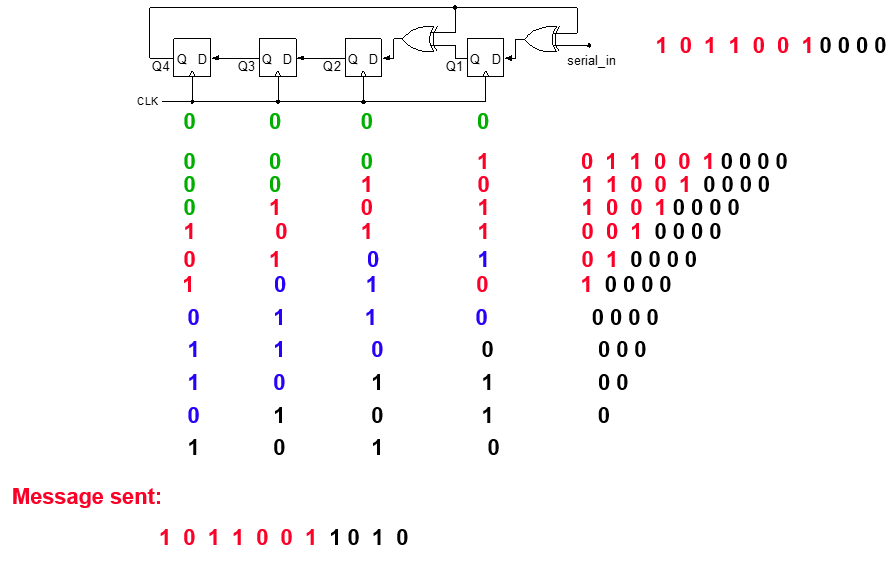 Q D Q D Q D Q D
Q4 Q3 Q2 Q1 serial_in
1 0 1 1 0 0 1 0 0 0 0
CLK
0 0 0 0
0 0 0 1 0 1 1 0 0 1 0 0 0 0
0 0 1 0 1 1 0 0 1 0 0 0 0
0 1 0 1 1 0 0 1 0 0 0 0
1 0 1 1 0 0 1 0 0 0 0
0 1 0 1 0 1 0 0 0 0
1 0 1 0 1 0 0 0 0
0 1 1 0 0 0 0 0
1 1 0 0 0 0 0
1 0 1 1 0 0
0 1 0 1 0
1 0 1 0
Message sent:
1 0 1 1 0 0 1 1 0 1 0